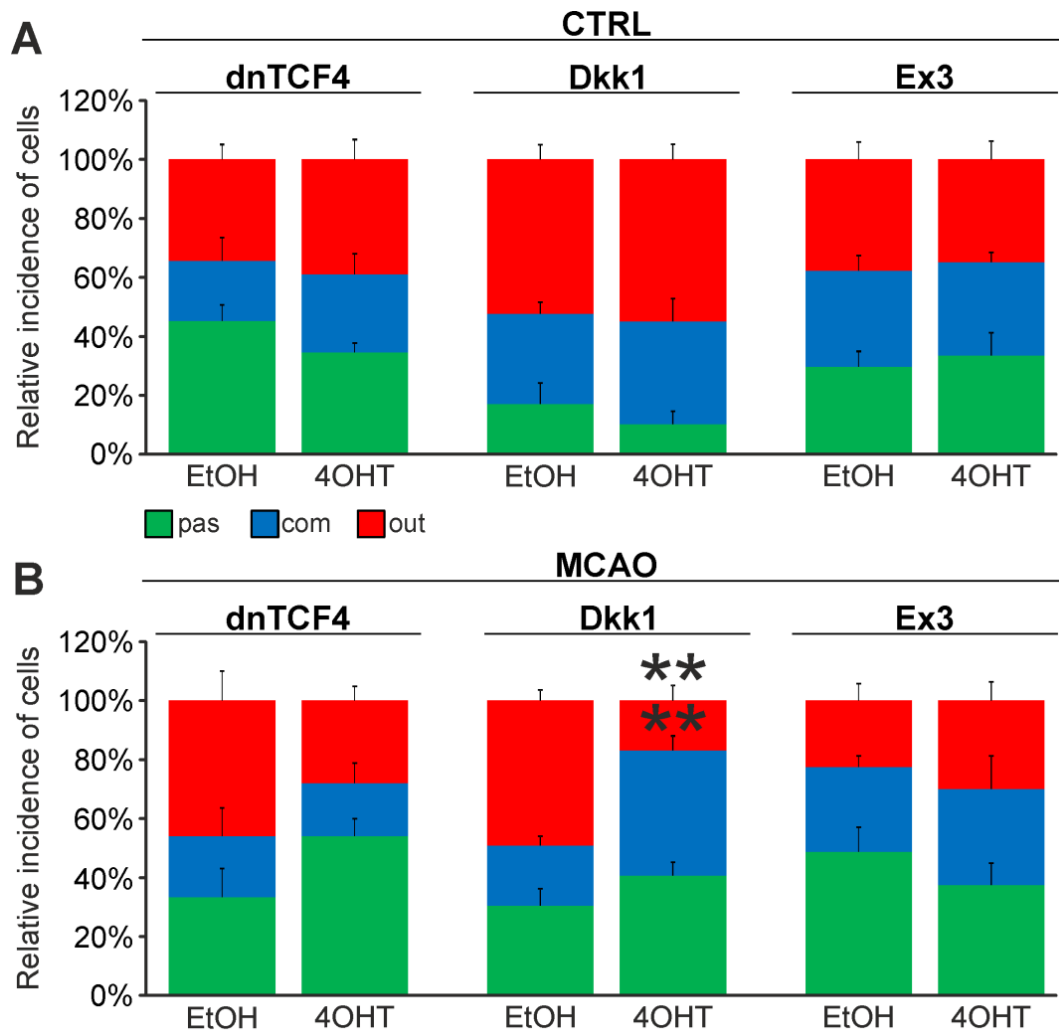 A
CTRL
dnTCF4 Dkk1 Ex3
Relative incidence of cells
120%
100%
80%
60%
40%
20%
0%
EtOH 4OHT EtOH 4OHT EtOH 4OHT
pas com out
B
MCAO
dnTCF4 Dkk1 Ex3
Relative incidence of cells
120%
100%
80%
60%
40%
20%
0%
**
**
EtOH 4OHT EtOH 4OHT EtOH 4OHT